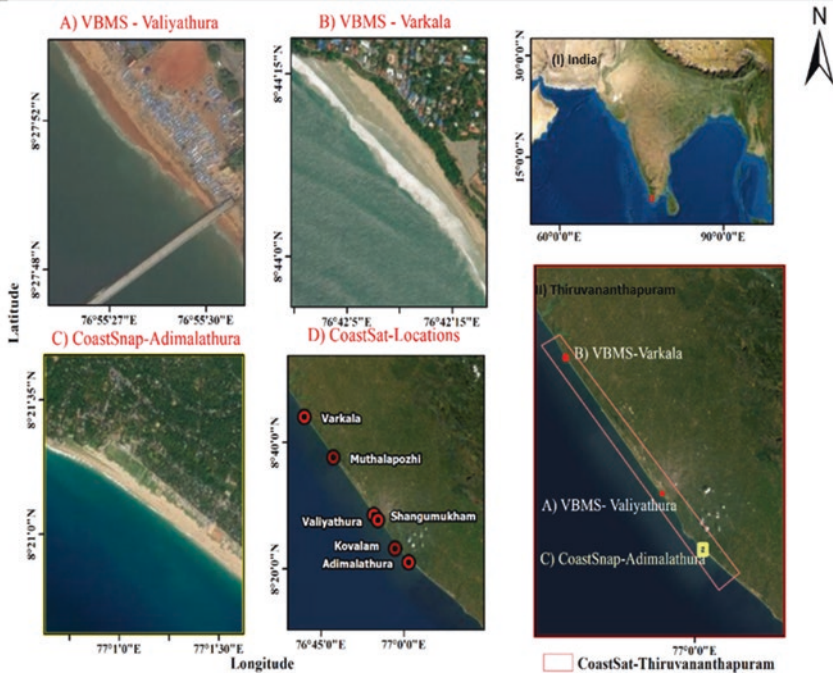 A) VBMS - Valiyathura
8°27'52"N
8°27'48"N
76°55'27"E
76°55'30"E
B) VBMS - Varkala
8°44'15"N
8°44'0"N
76°42'5"E
76°42'15"E
(I) India
30°0'0"N
15°0'0"N
60°0'0"E
90°0'0"E
N
Latitude
C) CoastSnap-Adimalathura
8°21'35"N
8°21'0"N
77°1'0"E
77°1'30"E
D) CoastSat-Locations
8°40'0"N
8°20'0"N
Varkala
Muthalapozhi
Shangumukham
Valiyathura
Kovalam
Adimalathura
76°45'0"E
77°0'0"E
Longitude
II) Thiruvananthapuram
B) VBMS-Varkala
A) VBMS- Valiyathura
C) CoastSnap-Adimalathura
77°0'0"E
CoastSat-Thiruvananthapuram